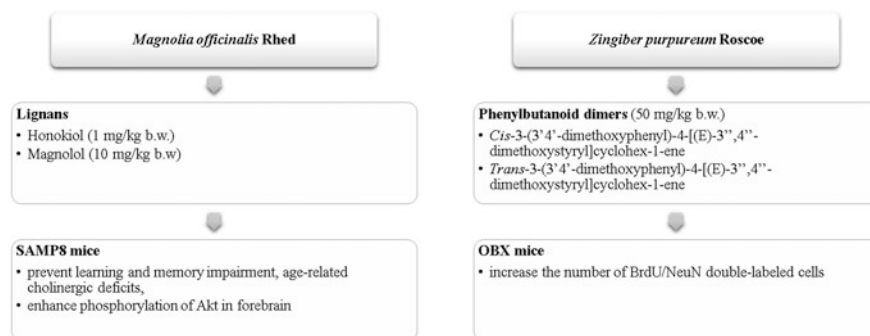 Magnolia officinalis Rhed
Lignans
• Honokiol (1 mg/kg b.w.)
• Magnolol (10 mg/kg b.w)
SAMP8 mice
• prevent learning and memory impairment, age-related
cholinergic deficits,
• enhance phosphorylation of Akt in forebrain
Zingiber purpureum Roscoe
Phenylbutanoid dimers (50 mg/kg b.w.)
• Cis-3-(3'4'-dimethoxyphenyl)-4-[(E)-3'',4''-
dimethoxystyryl]cyclohex-1-ene
• Trans-3-(3'4'-dimethoxyphenyl)-4-[(E)-3'',4''-
dimethoxystyryl]cyclohex-1-ene
OBX mice
• increase the number of BrdU/NeuN double-labeled cells